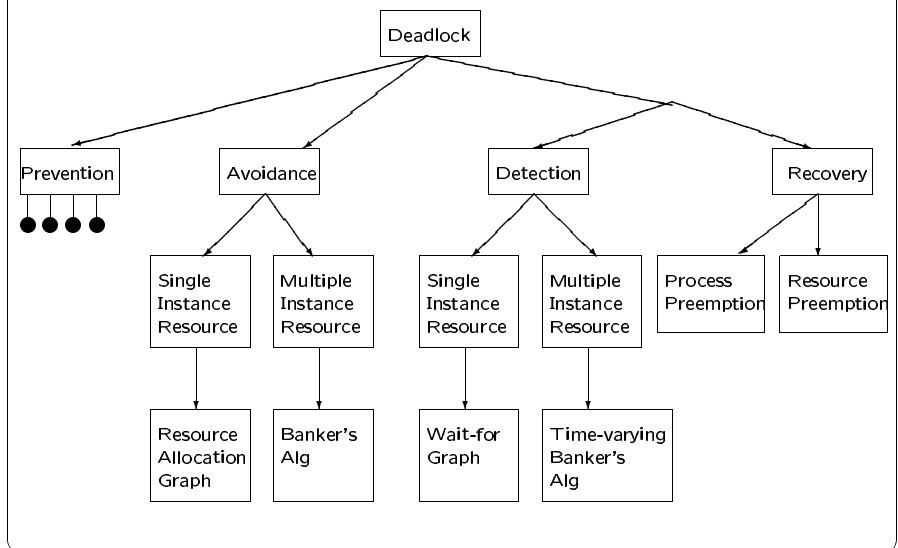 Deadlock
Prevention
Avoidance
Detection
Recovery
Single
Instance
Resource
Multiple
Instance
Resource
Single
Instance
Resource
Multiple
Instance
Resource
Process
Preemption
Resource
Preemption
Resource
Allocation
Graph
Banker's
Alg
Wait-for
Graph
Time-varying
Banker's
Alg